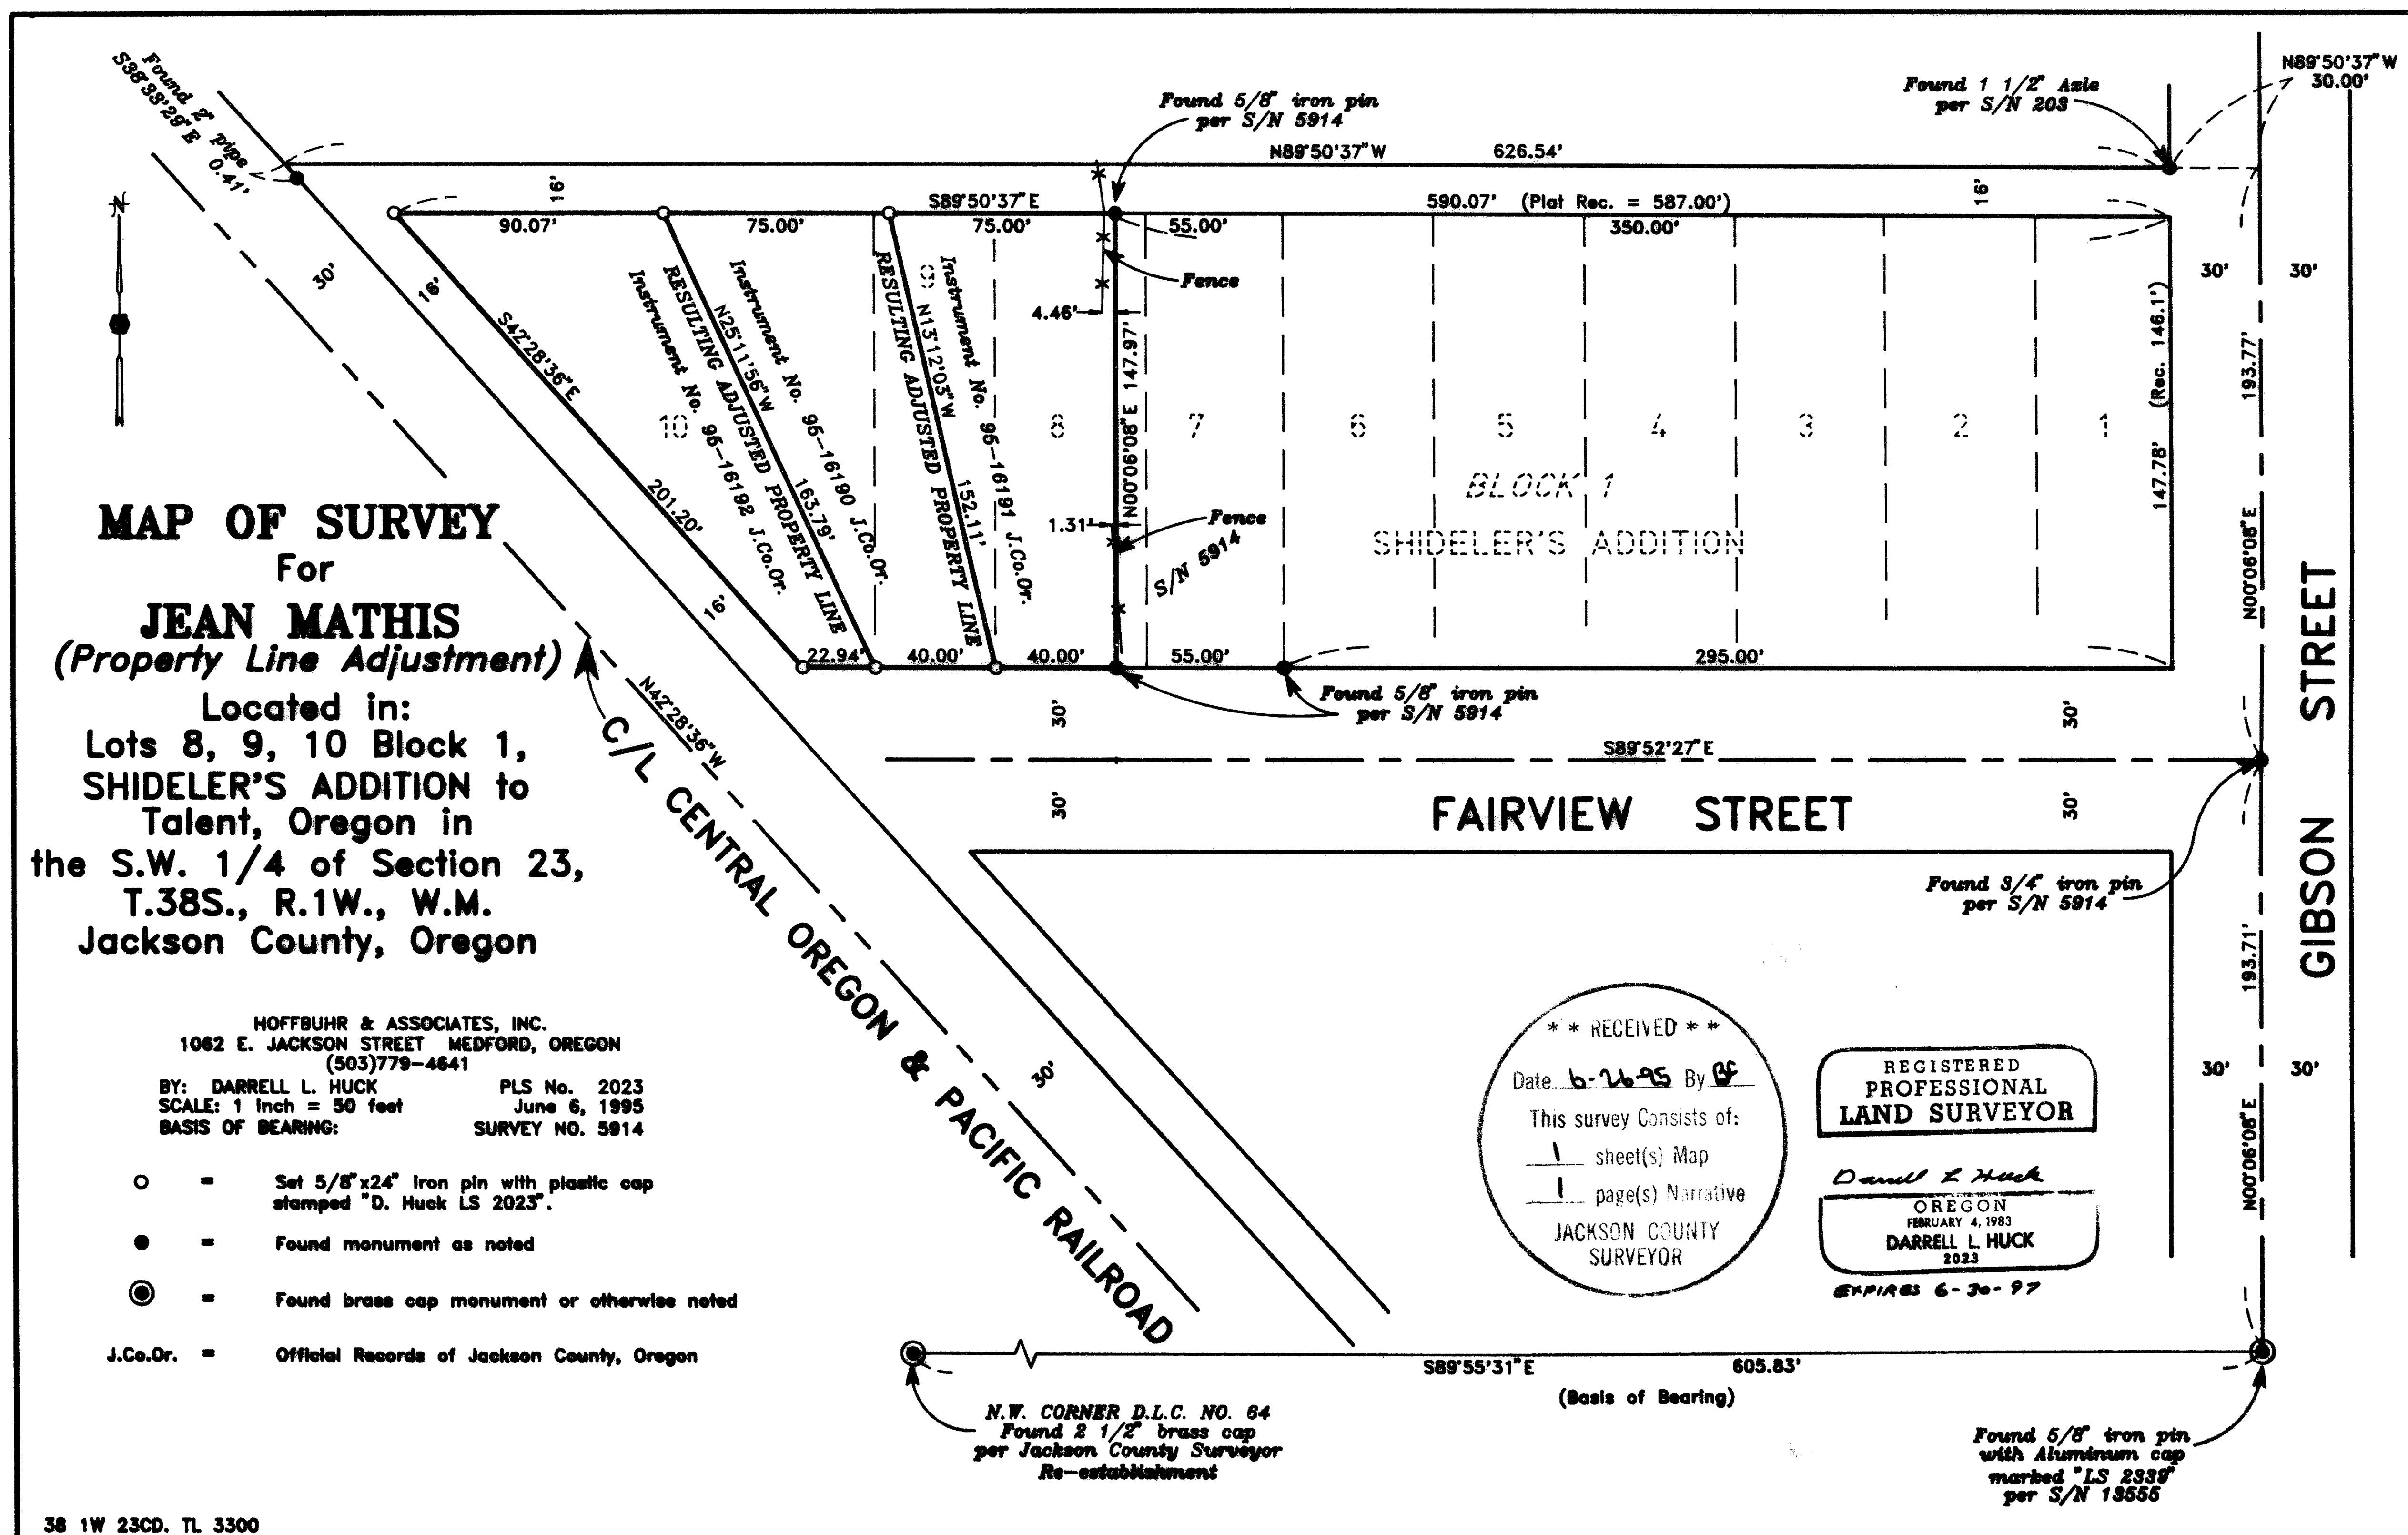 Found 2" pipe
S38°33'29"E 0.41'
Found 5/8" iron pin
per S/N 5914
Found 1 1/2" Axle
per S/N 203
N89°50'37"W
30.00'
N89°50'37"W 626.54'
16'
16'
N
S89°50'37"E
590.07' (Plat Rec. = 587.00')
90.07'
75.00'
75.00'
55.00'
350.00'
30'
16'
30'
30'
Fence
4.46'
S42°28'36"E
201.20'
Instrument No. 95-16192 J.Co.Or.
RESULTING ADJUSTED PROPERTY LINE
N25°11'56"W 163.79'
Instrument No. 95-16190 J.Co.Or.
RESULTING ADJUSTED PROPERTY LINE
N13°12'03"W 152.11'
Instrument No. 95-16191 J.Co.Or.
N00°06'08"E 147.97'
147.78' (Rec. 146.1')
193.77'
N00°06'08"E
10
9
8
7
6
5
4
3
2
1
BLOCK 1
SHIDELER'S ADDITION
1.31'
Fence
S/N 5914
16'
22.94'
40.00'
40.00'
55.00'
295.00'
Found 5/8" iron pin
per S/N 5914
30'
30'
S89°52'27"E
30'
30'
FAIRVIEW STREET
GIBSON STREET
N42°28'36"W
C/L CENTRAL OREGON & PACIFIC RAILROAD
30'
Found 3/4" iron pin
per S/N 5914
193.71'
N00°06'08"E
30'
30'
MAP OF SURVEY
For
JEAN MATHIS
(Property Line Adjustment)
Located in:
Lots 8, 9, 10 Block 1,
SHIDELER'S ADDITION to
Talent, Oregon in
the S.W. 1/4 of Section 23,
T.38S., R.1W., W.M.
Jackson County, Oregon
HOFFBUHR & ASSOCIATES, INC.
1062 E. JACKSON STREET MEDFORD, OREGON
(503)779-4641
BY: DARRELL L. HUCK PLS No. 2023
SCALE: 1 inch = 50 feet June 6, 1995
BASIS OF BEARING: SURVEY NO. 5914
= Set 5/8"x24" iron pin with plastic cap
stamped "D. Huck LS 2023".
= Found monument as noted
= Found brass cap monument or otherwise noted
J.Co.Or. = Official Records of Jackson County, Oregon
* * RECEIVED * *
Date 6-26-95 By BF
This survey Consists of:
1 sheet(s) Map
1 page(s) Narrative
JACKSON COUNTY
SURVEYOR
REGISTERED
PROFESSIONAL
LAND SURVEYOR
Darrell L Huck
OREGON
FEBRUARY 4, 1983
DARRELL L. HUCK
2023
EXPIRES 6-30-97
S89°55'31"E 605.83'
(Basis of Bearing)
N.W. CORNER D.L.C. NO. 64
Found 2 1/2" brass cap
per Jackson County Surveyor
Re-establishment
Found 5/8" iron pin
with Aluminum cap
marked "LS 2339"
per S/N 13555
38 1W 23CD. TL 3300